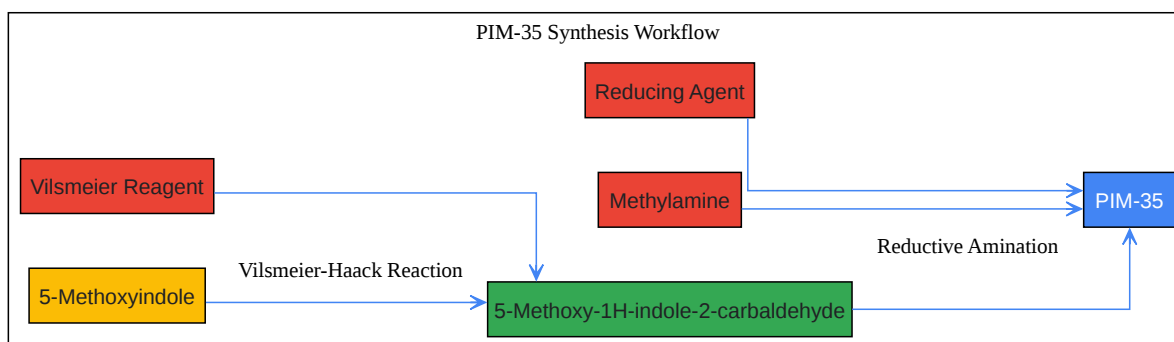 PIM-35 Synthesis Workflow
Reducing Agent
Vilsmeier Reagent
Methylamine
PIM-35
Reductive Amination
Vilsmeier-Haack Reaction
5-Methoxyindole
5-Methoxy-1H-indole-2-carbaldehyde